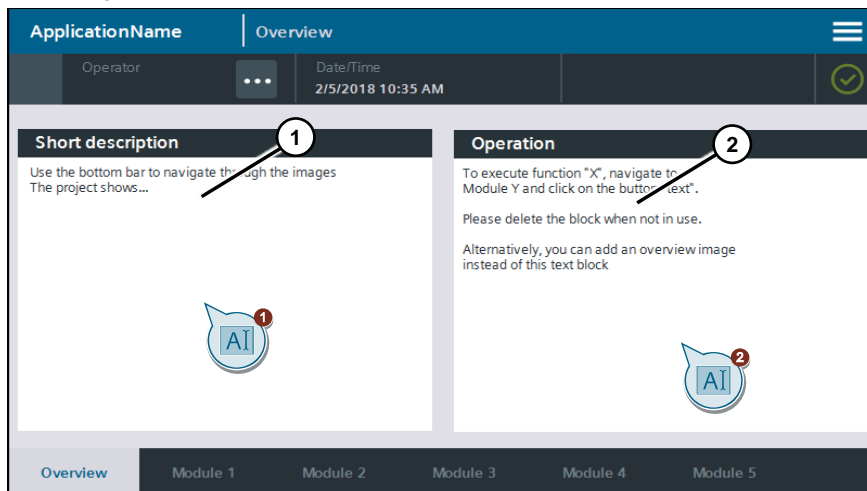 ApplicationName Overview
Operator ... Date/Time
2/5/2018 10:35 AM
Short description
1
Use the bottom bar to navigate through the images
The project shows...
AI 1
Operation
2
To execute function "X", navigate to
Module Y and click on the button text".
Please delete the block when not in use.
Alternatively, you can add an overview image
instead of this text block
AI 2
Overview Module 1 Module 2 Module 3 Module 4 Module 5